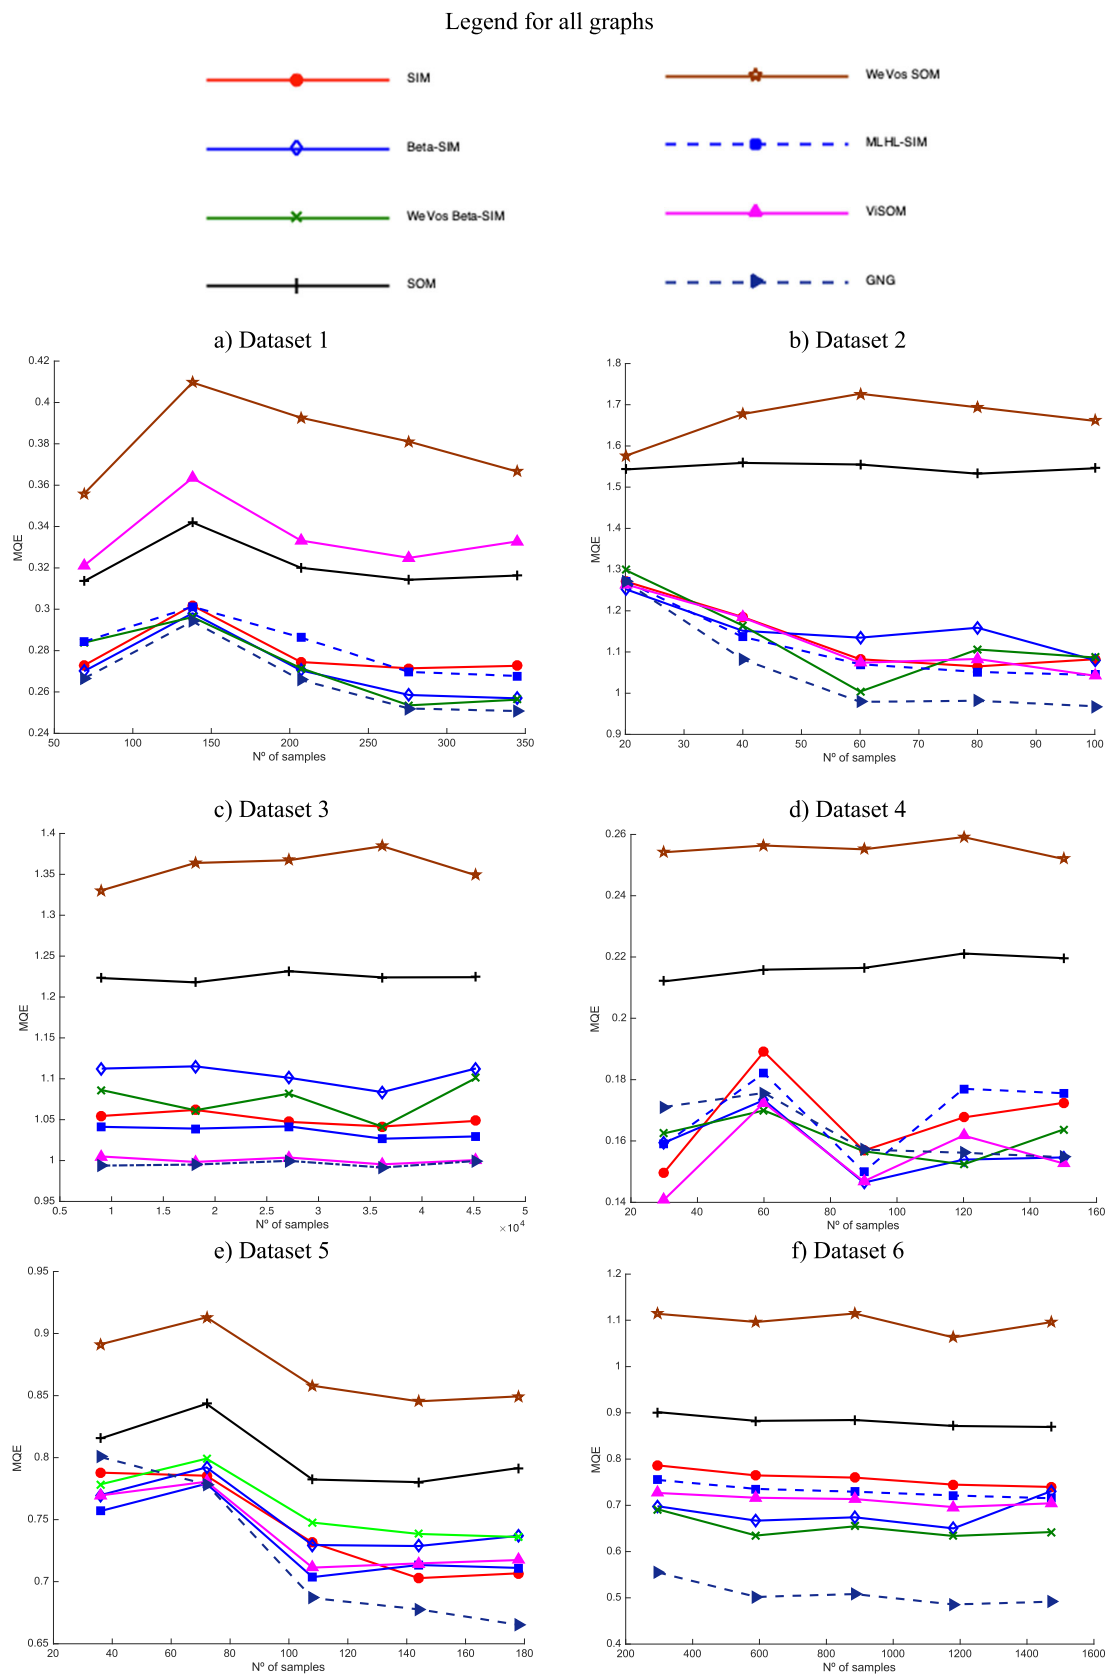 Legend for all graphs
SIM
WeVos SOM
Beta-SIM
MLHL-SIM
WeVos Beta-SIM
ViSOM
SOM
GNG
a) Dataset 1
0.42
0.4
0.38
0.36
0.34
0.32
0.3
0.28
0.26
0.24
MQE
50 100 150 200 250 300 350
Nº of samples
b) Dataset 2
1.8
1.7
1.6
1.5
1.4
1.3
1.2
1.1
1
0.9
MQE
20 30 40 50 60 70 80 90 100
Nº of samples
c) Dataset 3
1.4
1.35
1.3
1.25
1.2
1.15
1.1
1.05
1
0.95
MQE
0.5 1 1.5 2 2.5 3 3.5 4 4.5 5
Nº of samples
×10⁴
d) Dataset 4
0.26
0.24
0.22
0.2
0.18
0.16
0.14
MQE
20 40 60 80 100 120 140 160
Nº of samples
e) Dataset 5
0.95
0.9
0.85
0.8
0.75
0.7
0.65
MQE
20 40 60 80 100 120 140 160 180
Nº of samples
f) Dataset 6
1.2
1.1
1
0.9
0.8
0.7
0.6
0.5
0.4
MQE
200 400 600 800 1000 1200 1400 1600
Nº of samples